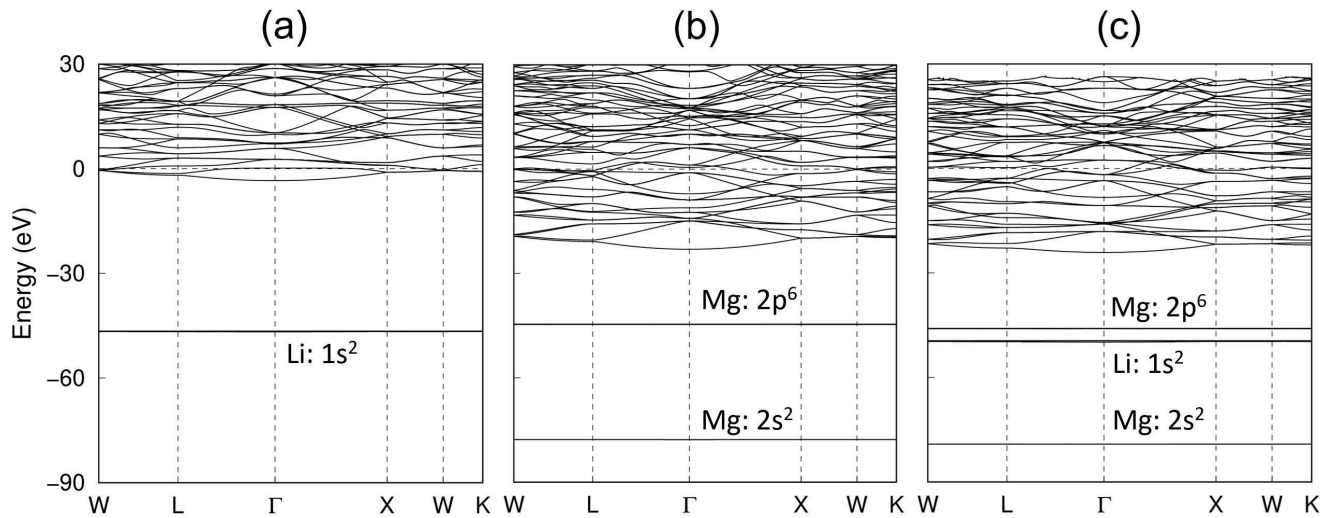 (a) (b) (c)
Energy (eV)
30
0
−30
−60
−90
Li: 1s²
W L Γ X W K
Mg: 2p⁶
Mg: 2s²
W L Γ X W K
Mg: 2p⁶
Li: 1s²
Mg: 2s²
W L Γ X W K